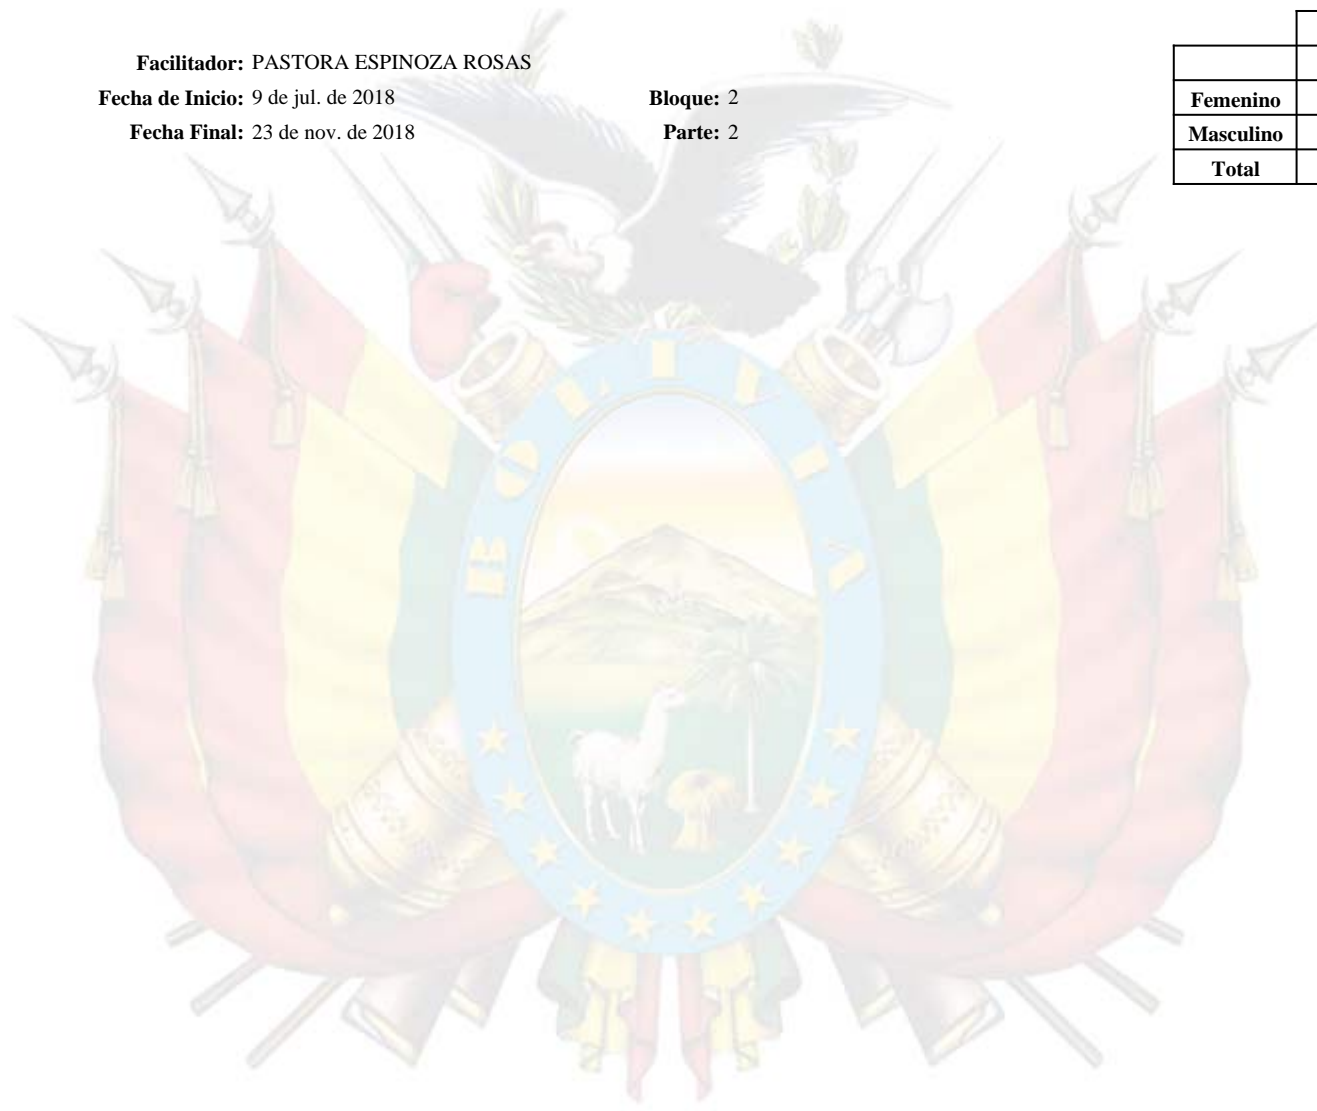 Facilitador: PASTORA ESPINOZA ROSAS
Fecha de Inicio: 9 de jul. de 2018 Bloque: 2
Fecha Final: 23 de nov. de 2018 Parte: 2
Femenino
Masculino
Total
BOLIVIA